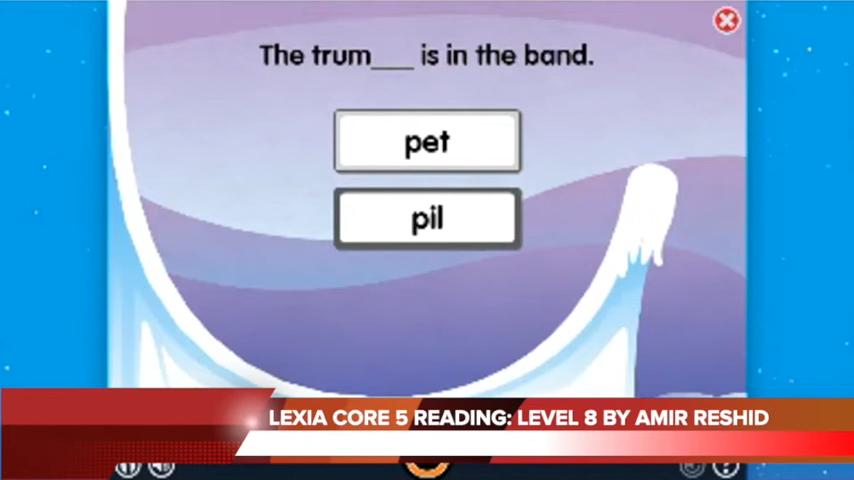 The trum___ is in the band.
pet
pil
LEXIA CORE 5 READING: LEVEL 8 BY AMIR RESHID